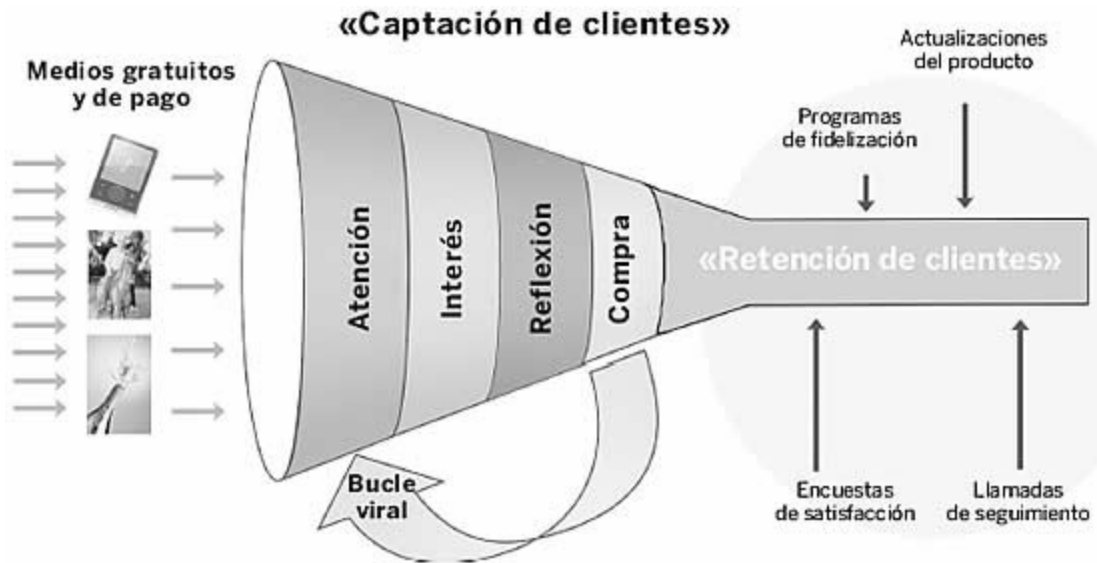 «Captación de clientes»
Medios gratuitos
y de pago
Atención
Interés
Reflexión
Compra
Bucle
viral
Programas
de fidelización
Actualizaciones
del producto
«Retención de clientes»
Encuestas
de satisfacción
Llamadas
de seguimiento